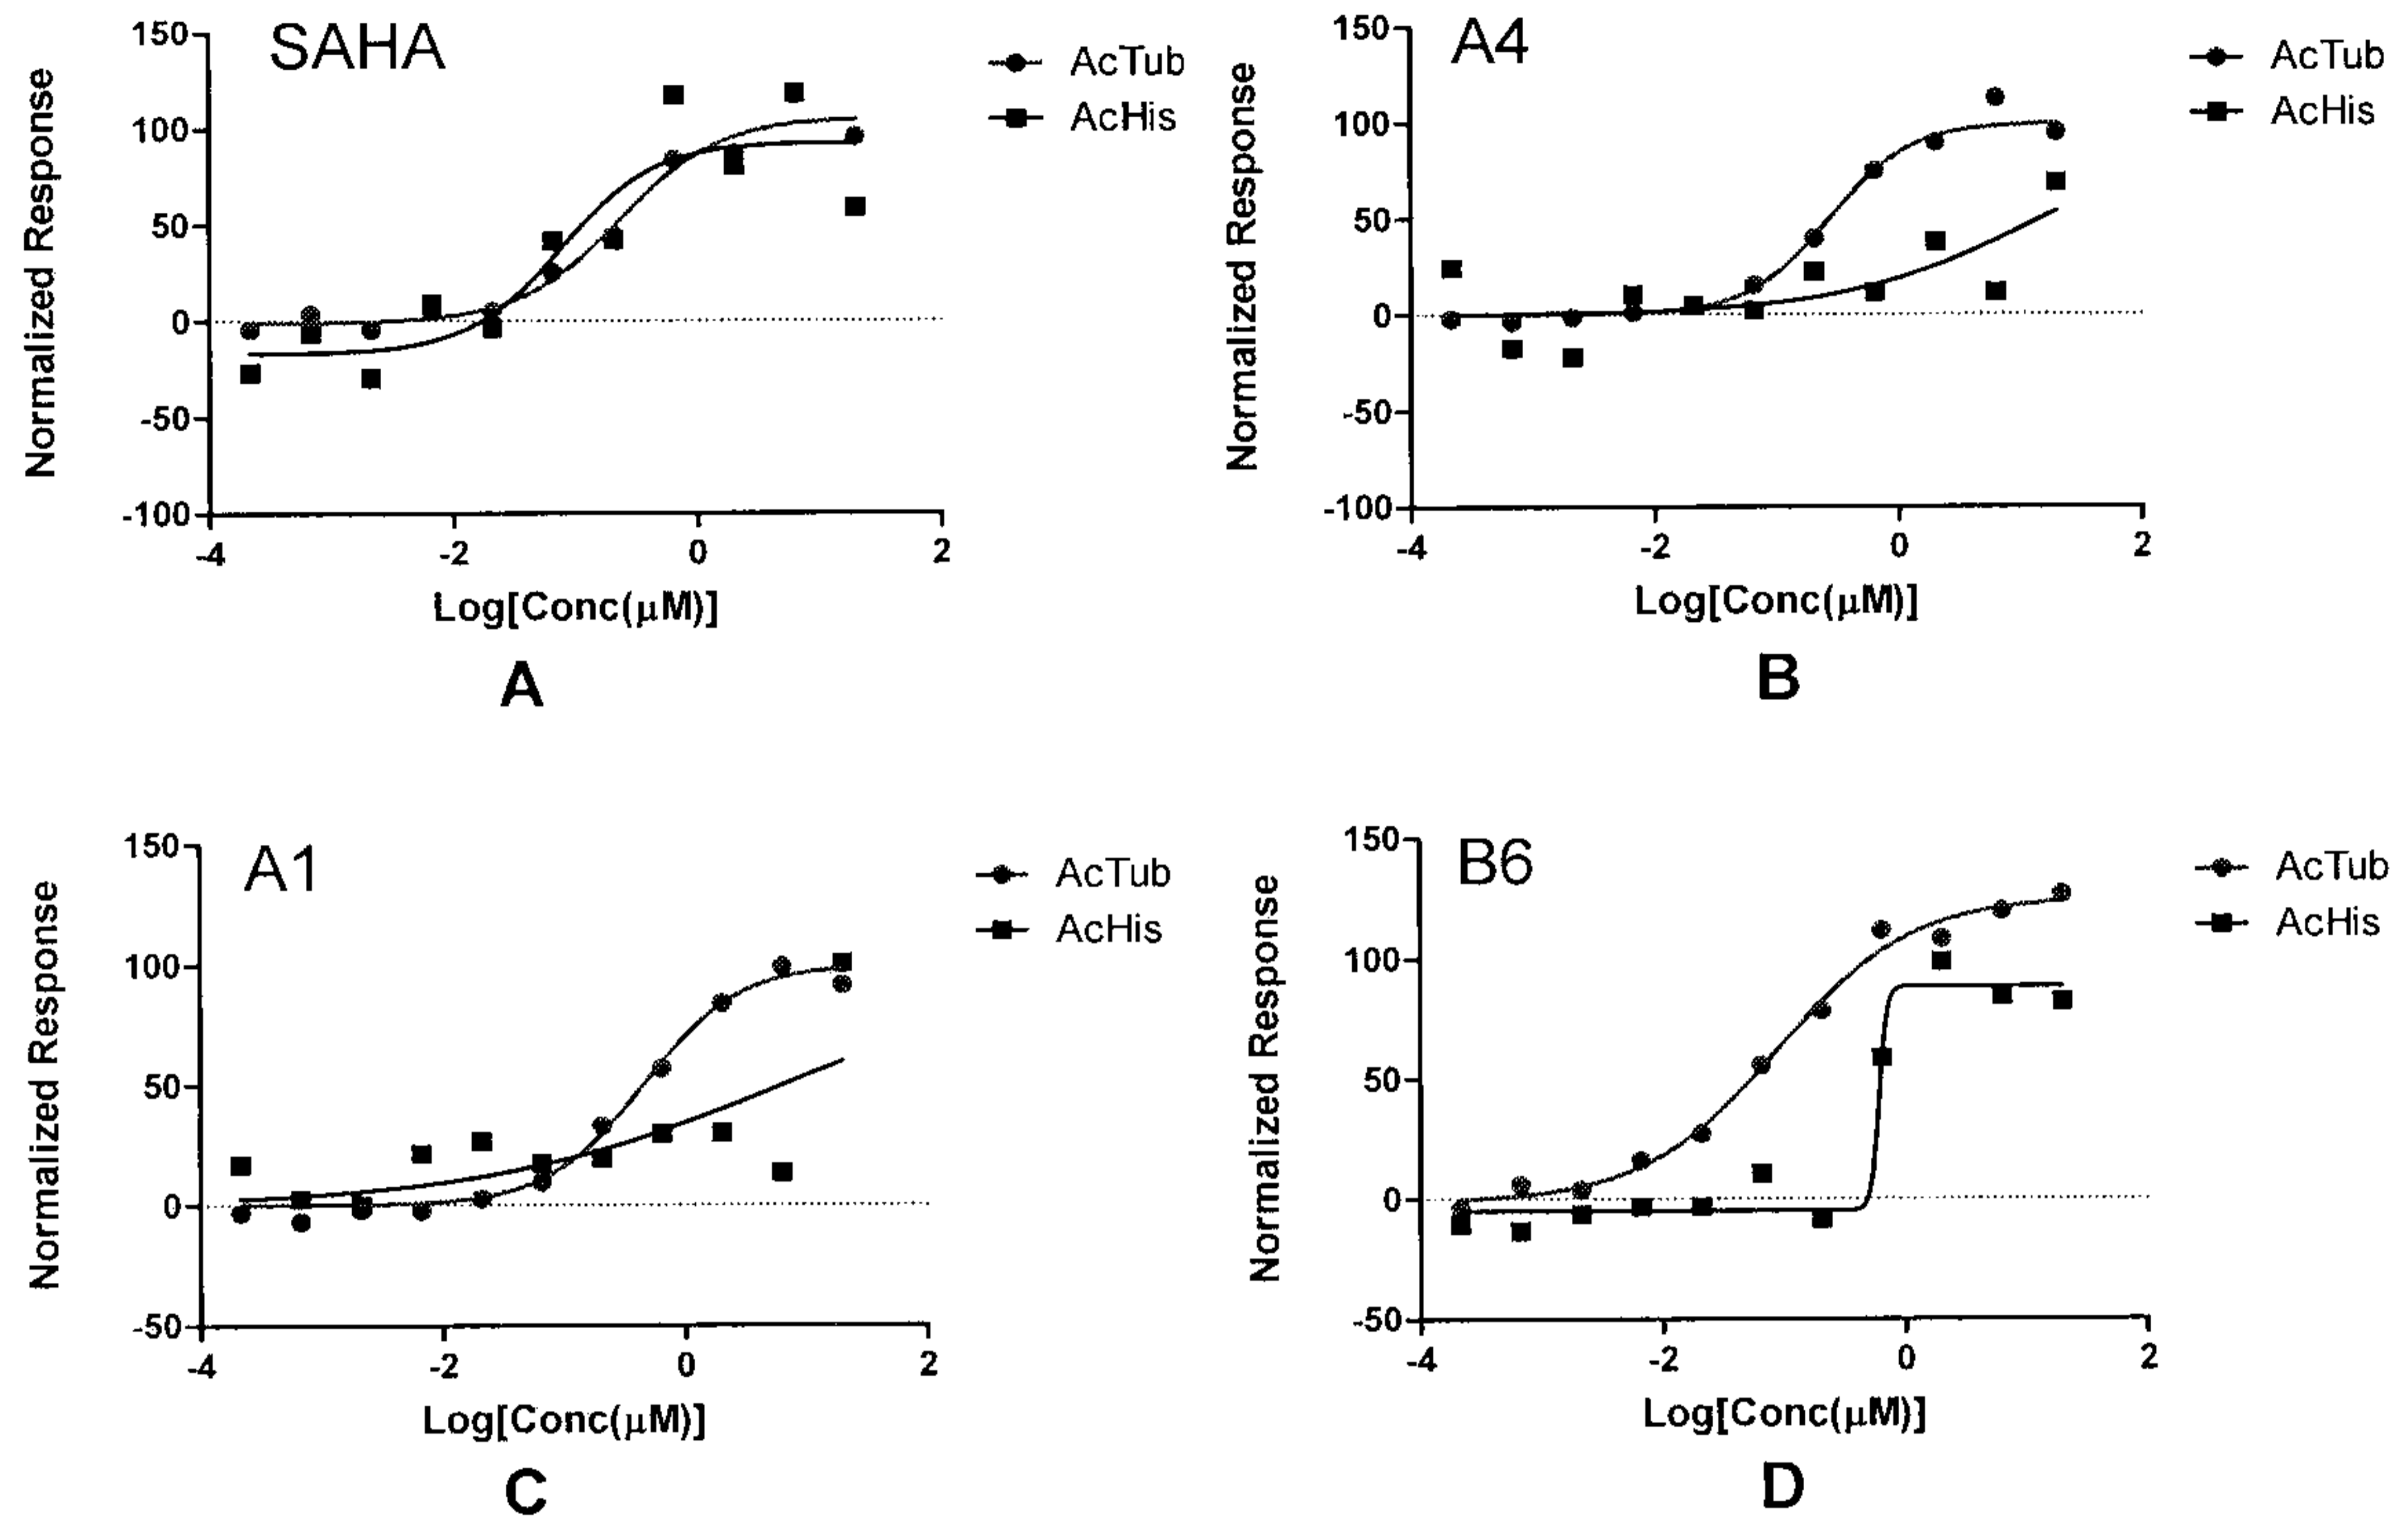 SAHA
AcTub
AcHis
Normalized Response
150
100
50
0
-50
-100
-4
-2
0
2
Log[Conc(μM)]
A
A4
AcTub
AcHis
Normalized Response
150
100
50
0
-50
-100
-4
-2
0
2
Log[Conc(μM)]
B
A1
AcTub
AcHis
Normalized Response
150
100
50
0
-50
-4
-2
0
2
Log[Conc(μM)]
C
B6
AcTub
AcHis
Normalized Response
150
100
50
0
-50
-4
-2
0
2
Log[Conc(μM)]
D